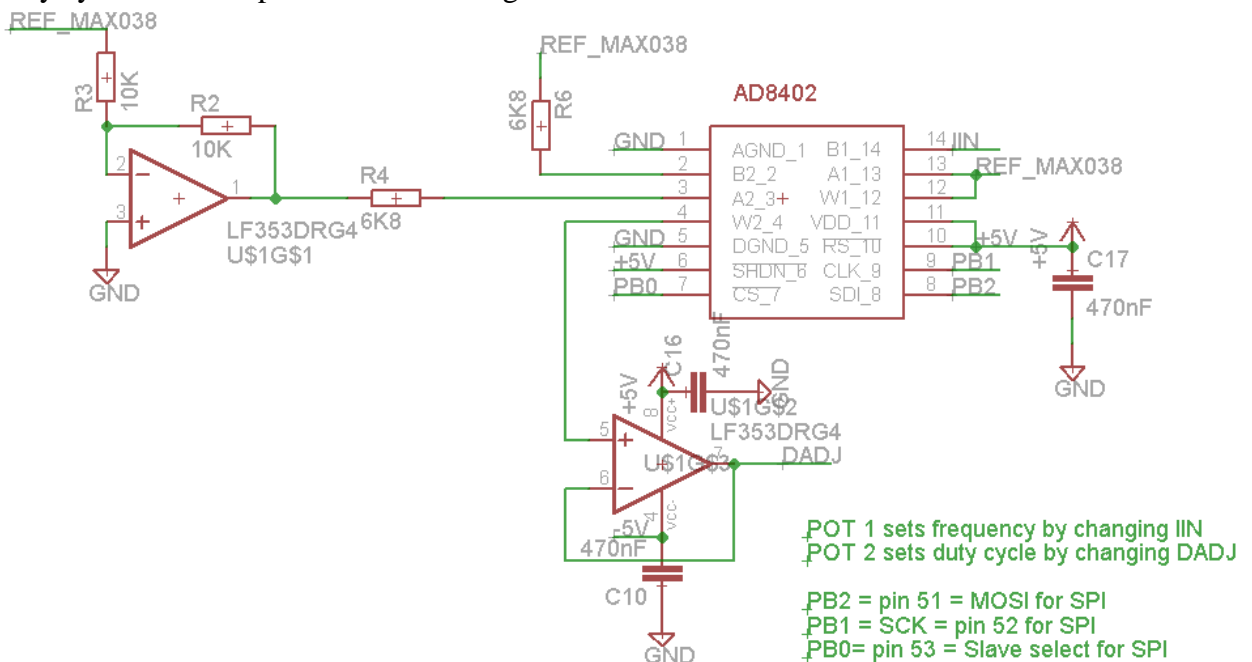 REF_MAX038
R3
10K
R2
10K
2
3
1
LF353DRG4
U$1G$1
GND
R4
6K8
REF_MAX038
6K8
R6
AD8402
GND 1 AGND_1 B1_14 14 IIN
2 B2_2 A1_13 13 REF_MAX038
3 A2_3 W1_12 12
4 W2_4 VDD_11 11
GND 5 DGND_5 RS_10 10 +5V
+5V 6 SHDN_6 CLK_9 9 PB1
PB0 7 CS_7 SDI_8 8 PB2
+5V
C17
470nF
GND
+5V
C16
470nF
GND
8
VCC+
U$1G$2
LF353DRG4
5
6
U$1G$3
7
DADJ
4
VCC-
-5V
470nF
C10
GND
POT 1 sets frequency by changing IIN
POT 2 sets duty cycle by changing DADJ
PB2 = pin 51 = MOSI for SPI
PB1 = SCK = pin 52 for SPI
PB0= pin 53 = Slave select for SPI